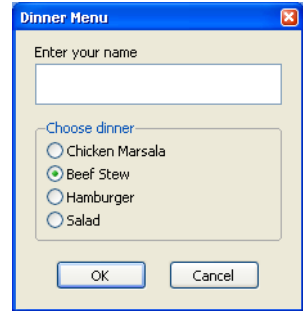 Dinner Menu
Enter your name
Choose dinner
Chicken Marsala
Beef Stew
Hamburger
Salad
OK Cancel